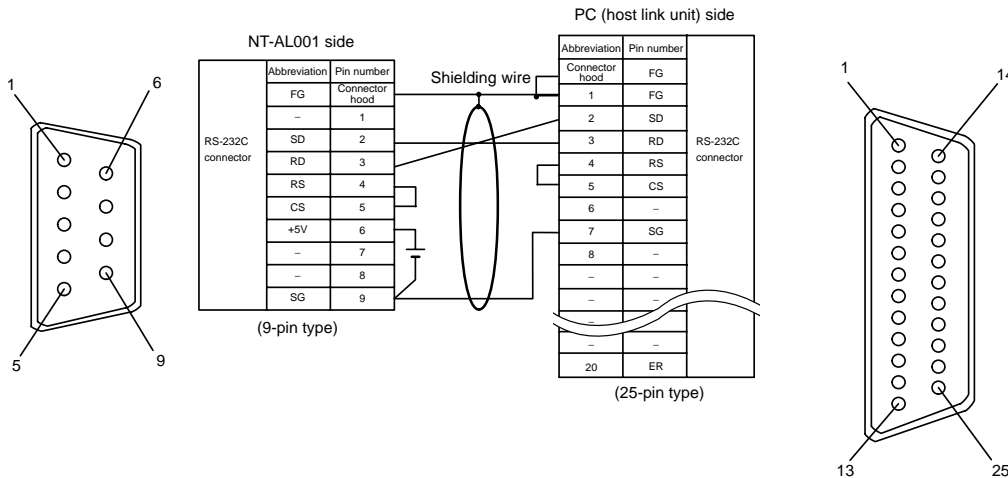 PC (host link unit) side
NT-AL001 side
Abbreviation Pin number
RS-232C connector
FG Connector hood
– 1
SD 2
RD 3
RS 4
CS 5
+5V 6
– 7
– 8
SG 9
(9-pin type)
Shielding wire
Abbreviation Pin number
Connector hood FG
1 FG
2 SD
3 RD
4 RS
5 CS
6 –
7 SG
8 –
– –
– –
–
– –
20 ER
RS-232C connector
(25-pin type)
1
6
5
9
1
14
13
25